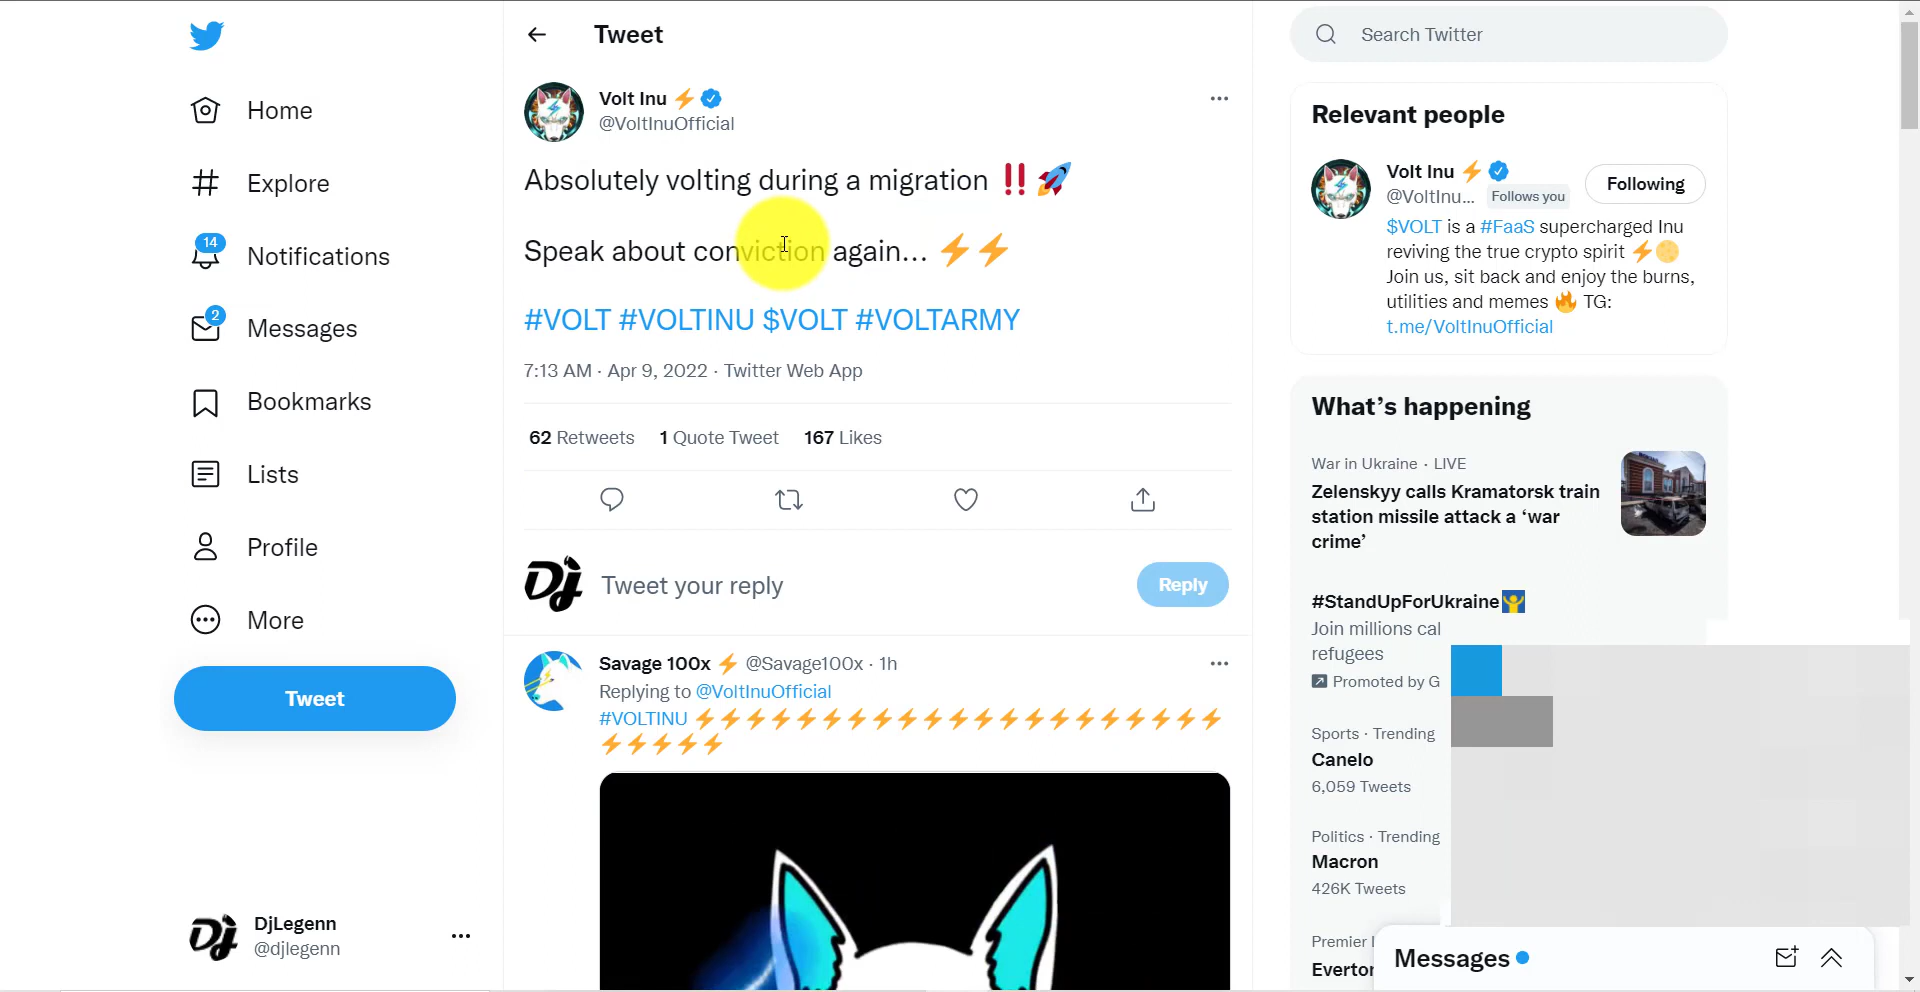 Home
Explore
14
Notifications
2
Messages
Bookmarks
Lists
Profile
More
Tweet
Dj
DjLegenn
@djlegenn
Tweet
Volt Inu ⚡
@VoltInuOfficial
Absolutely volting during a migration ‼🚀
Speak about conviction again... ⚡⚡
#VOLT #VOLTINU $VOLT #VOLTARMY
7:13 AM · Apr 9, 2022 · Twitter Web App
62 Retweets 1 Quote Tweet 167 Likes
Dj
Tweet your reply
Reply
Savage 100x ⚡ @Savage100x · 1h
Replying to @VoltInuOfficial
#VOLTINU ⚡⚡⚡⚡⚡⚡⚡⚡⚡⚡⚡⚡⚡⚡⚡⚡⚡⚡⚡⚡⚡
⚡⚡⚡⚡⚡
Search Twitter
Relevant people
Volt Inu ⚡
@VoltInu... Follows you
Following
$VOLT is a #FaaS supercharged Inu
reviving the true crypto spirit ⚡🌕
Join us, sit back and enjoy the burns,
utilities and memes 🔥 TG:
t.me/VoltInuOfficial
What's happening
War in Ukraine · LIVE
Zelenskyy calls Kramatorsk train
station missile attack a 'war
crime'
#StandUpForUkraine
Join millions cal
refugees
Promoted by G
Sports · Trending
Canelo
6,059 Tweets
Politics · Trending
Macron
426K Tweets
Premier
Everton
Messages